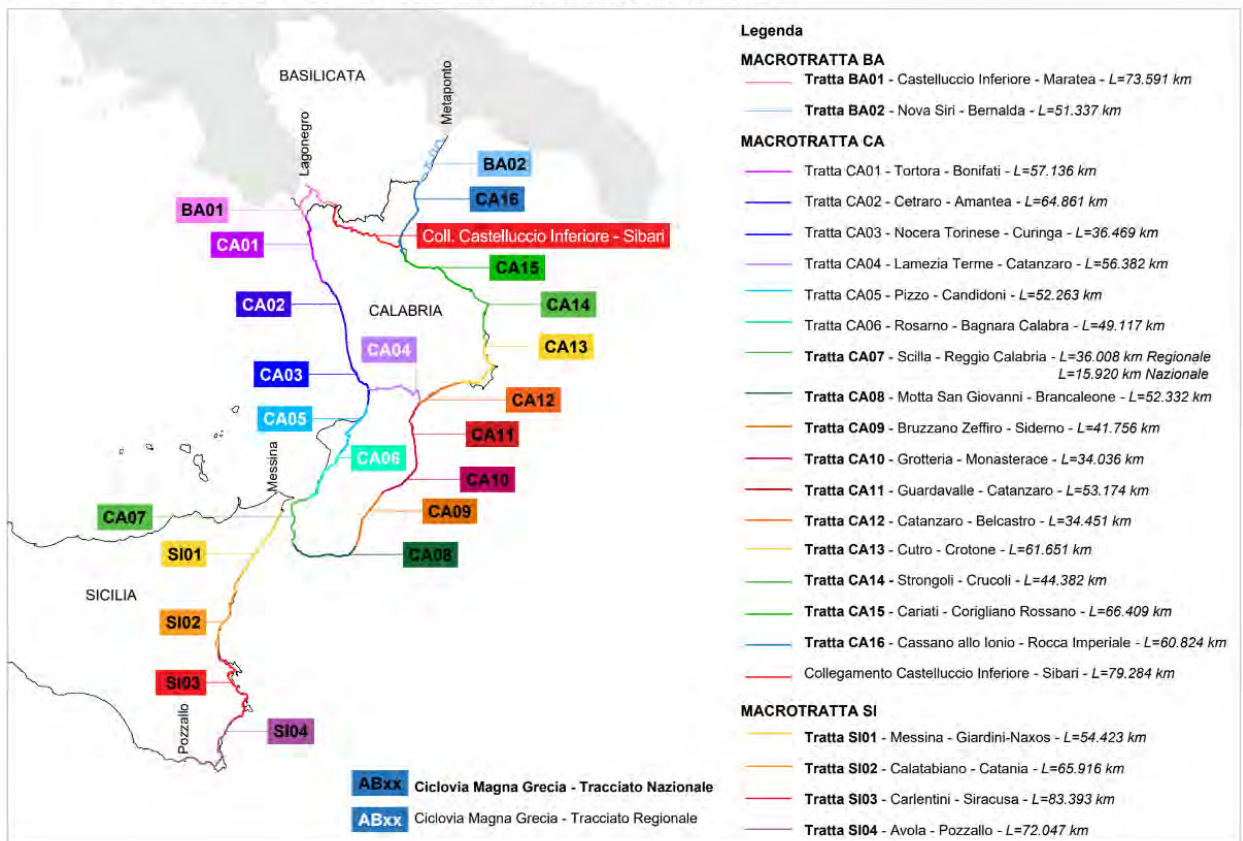 BASILICATA
Metaponto
Lagonegro
BA02
CA16
BA01
Coll. Castelluccio Inferiore - Sibari
CA01
CA15
CA02
CALABRIA
CA14
CA04
CA13
CA03
CA12
CA05
CA11
Messina
CA06
CA10
CA07
CA09
SI01
CA08
SICILIA
SI02
SI03
Pozzallo
SI04
ABxx Ciclovia Magna Grecia - Tracciato Nazionale
ABxx Ciclovia Magna Grecia - Tracciato Regionale
Legenda
MACROTRATTA BA
Tratta BA01 - Castelluccio Inferiore - Maratea - L=73.591 km
Tratta BA02 - Nova Siri - Bernalda - L=51.337 km
MACROTRATTA CA
Tratta CA01 - Tortora - Bonifati - L=57.136 km
Tratta CA02 - Cetraro - Amantea - L=64.861 km
Tratta CA03 - Nocera Torinese - Curinga - L=36.469 km
Tratta CA04 - Lamezia Terme - Catanzaro - L=56.382 km
Tratta CA05 - Pizzo - Candidoni - L=52.263 km
Tratta CA06 - Rosarno - Bagnara Calabra - L=49.117 km
Tratta CA07 - Scilla - Reggio Calabria - L=36.008 km Regionale
L=15.920 km Nazionale
Tratta CA08 - Motta San Giovanni - Brancaleone - L=52.332 km
Tratta CA09 - Bruzzano Zeffiro - Siderno - L=41.756 km
Tratta CA10 - Grotteria - Monasterace - L=34.036 km
Tratta CA11 - Guardavalle - Catanzaro - L=53.174 km
Tratta CA12 - Catanzaro - Belcastro - L=34.451 km
Tratta CA13 - Cutro - Crotone - L=61.651 km
Tratta CA14 - Strongoli - Crucoli - L=44.382 km
Tratta CA15 - Cariati - Corigliano Rossano - L=66.409 km
Tratta CA16 - Cassano allo Ionio - Rocca Imperiale - L=60.824 km
Collegamento Castelluccio Inferiore - Sibari - L=79.284 km
MACROTRATTA SI
Tratta SI01 - Messina - Giardini-Naxos - L=54.423 km
Tratta SI02 - Calatabiano - Catania - L=65.916 km
Tratta SI03 - Carlentini - Siracusa - L=83.393 km
Tratta SI04 - Avola - Pozzallo - L=72.047 km